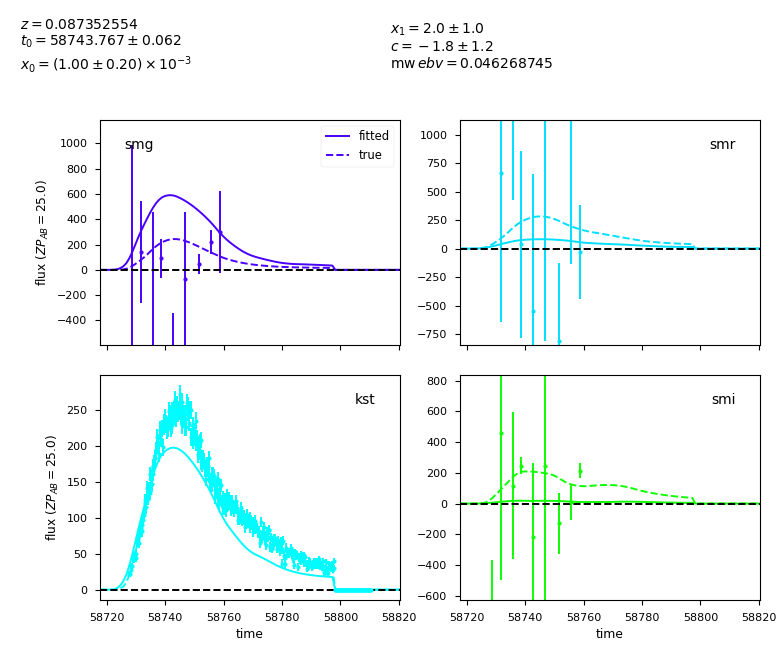 z = 0.087352554
t₀ = 58743.767 ± 0.062
x₀ = (1.00 ± 0.20) × 10⁻³
x₁ = 2.0 ± 1.0
c = −1.8 ± 1.2
mw ebv = 0.046268745
smg
fitted
true
1000
800
600
400
200
0
−200
−400
flux (ZP_AB = 25.0)
smr
1000
750
500
250
0
−250
−500
−750
kst
250
200
150
100
50
0
flux (ZP_AB = 25.0)
58720 58740 58760 58780 58800 58820
time
smi
800
600
400
200
0
−200
−400
−600
58720 58740 58760 58780 58800 58820
time